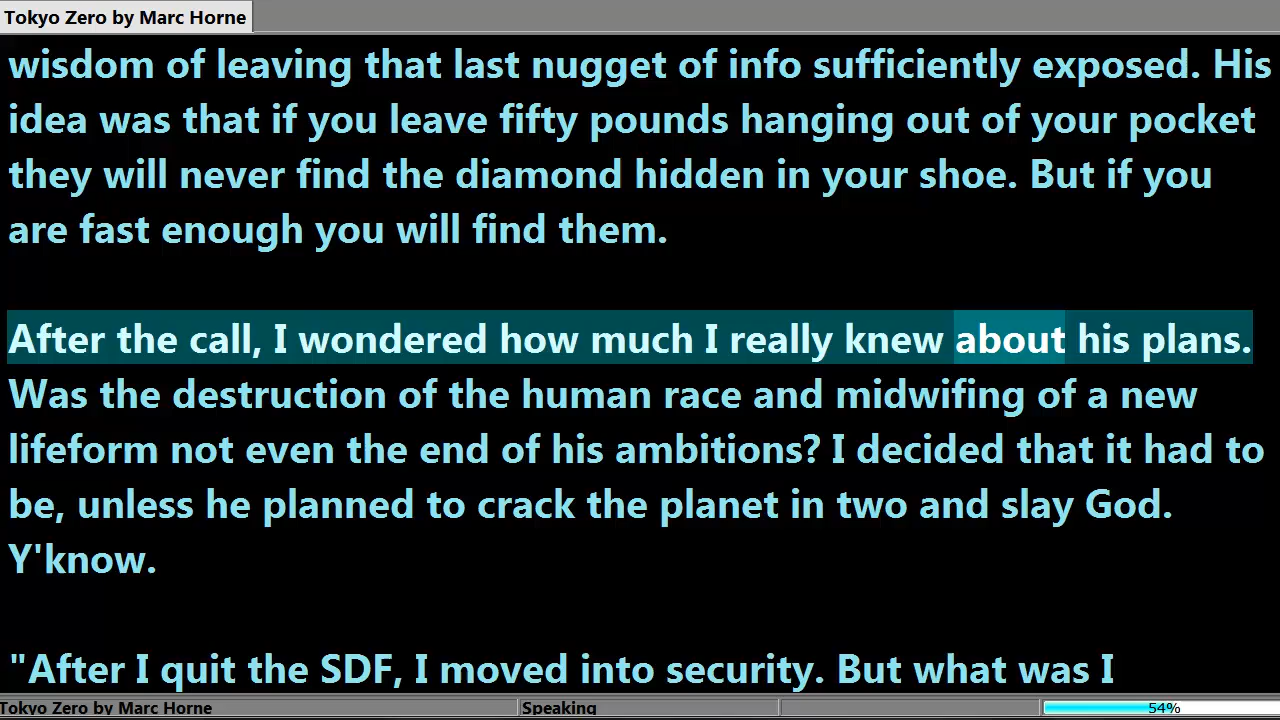 Tokyo Zero by Marc Horne
wisdom of leaving that last nugget of info sufficiently exposed. His
idea was that if you leave fifty pounds hanging out of your pocket
they will never find the diamond hidden in your shoe. But if you
are fast enough you will find them.
After the call, I wondered how much I really knew about his plans.
Was the destruction of the human race and midwifing of a new
lifeform not even the end of his ambitions? I decided that it had to
be, unless he planned to crack the planet in two and slay God.
Y'know.
"After I quit the SDF, I moved into security. But what was I
Tokyo Zero by Marc Horne Speaking 54%